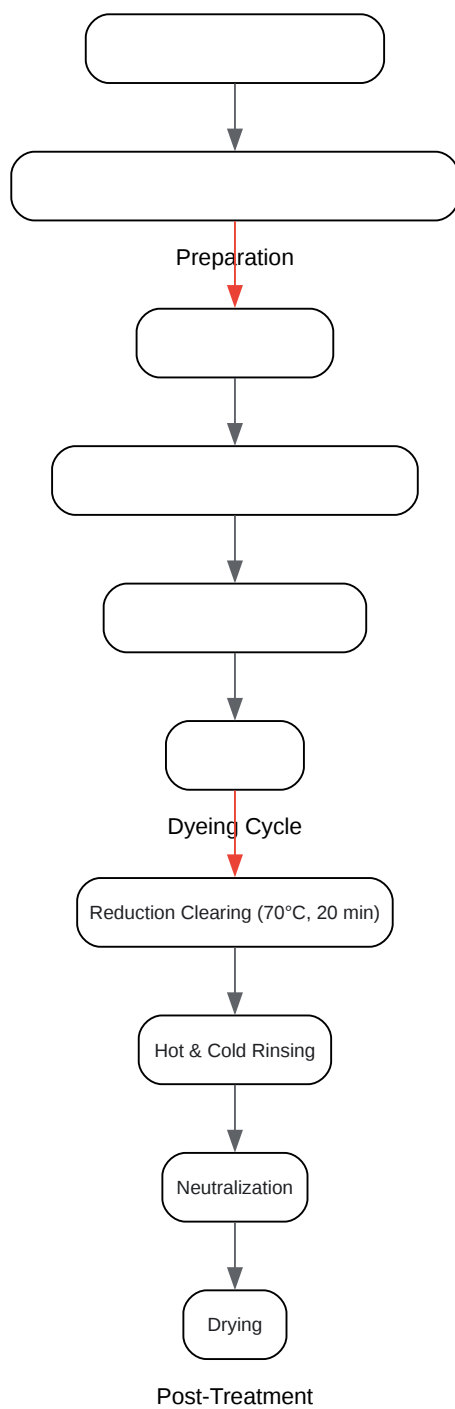 Preparation
Dyeing Cycle
Reduction Clearing (70°C, 20 min)
Hot & Cold Rinsing
Neutralization
Drying
Post-Treatment